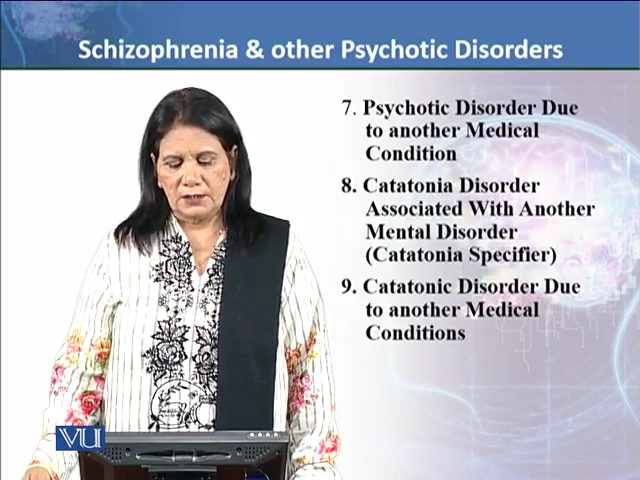 Schizophrenia & other Psychotic Disorders
7. Psychotic Disorder Due
to another Medical
Condition
8. Catatonia Disorder
Associated With Another
Mental Disorder
(Catatonia Specifier)
9. Catatonic Disorder Due
to another Medical
Conditions
VU